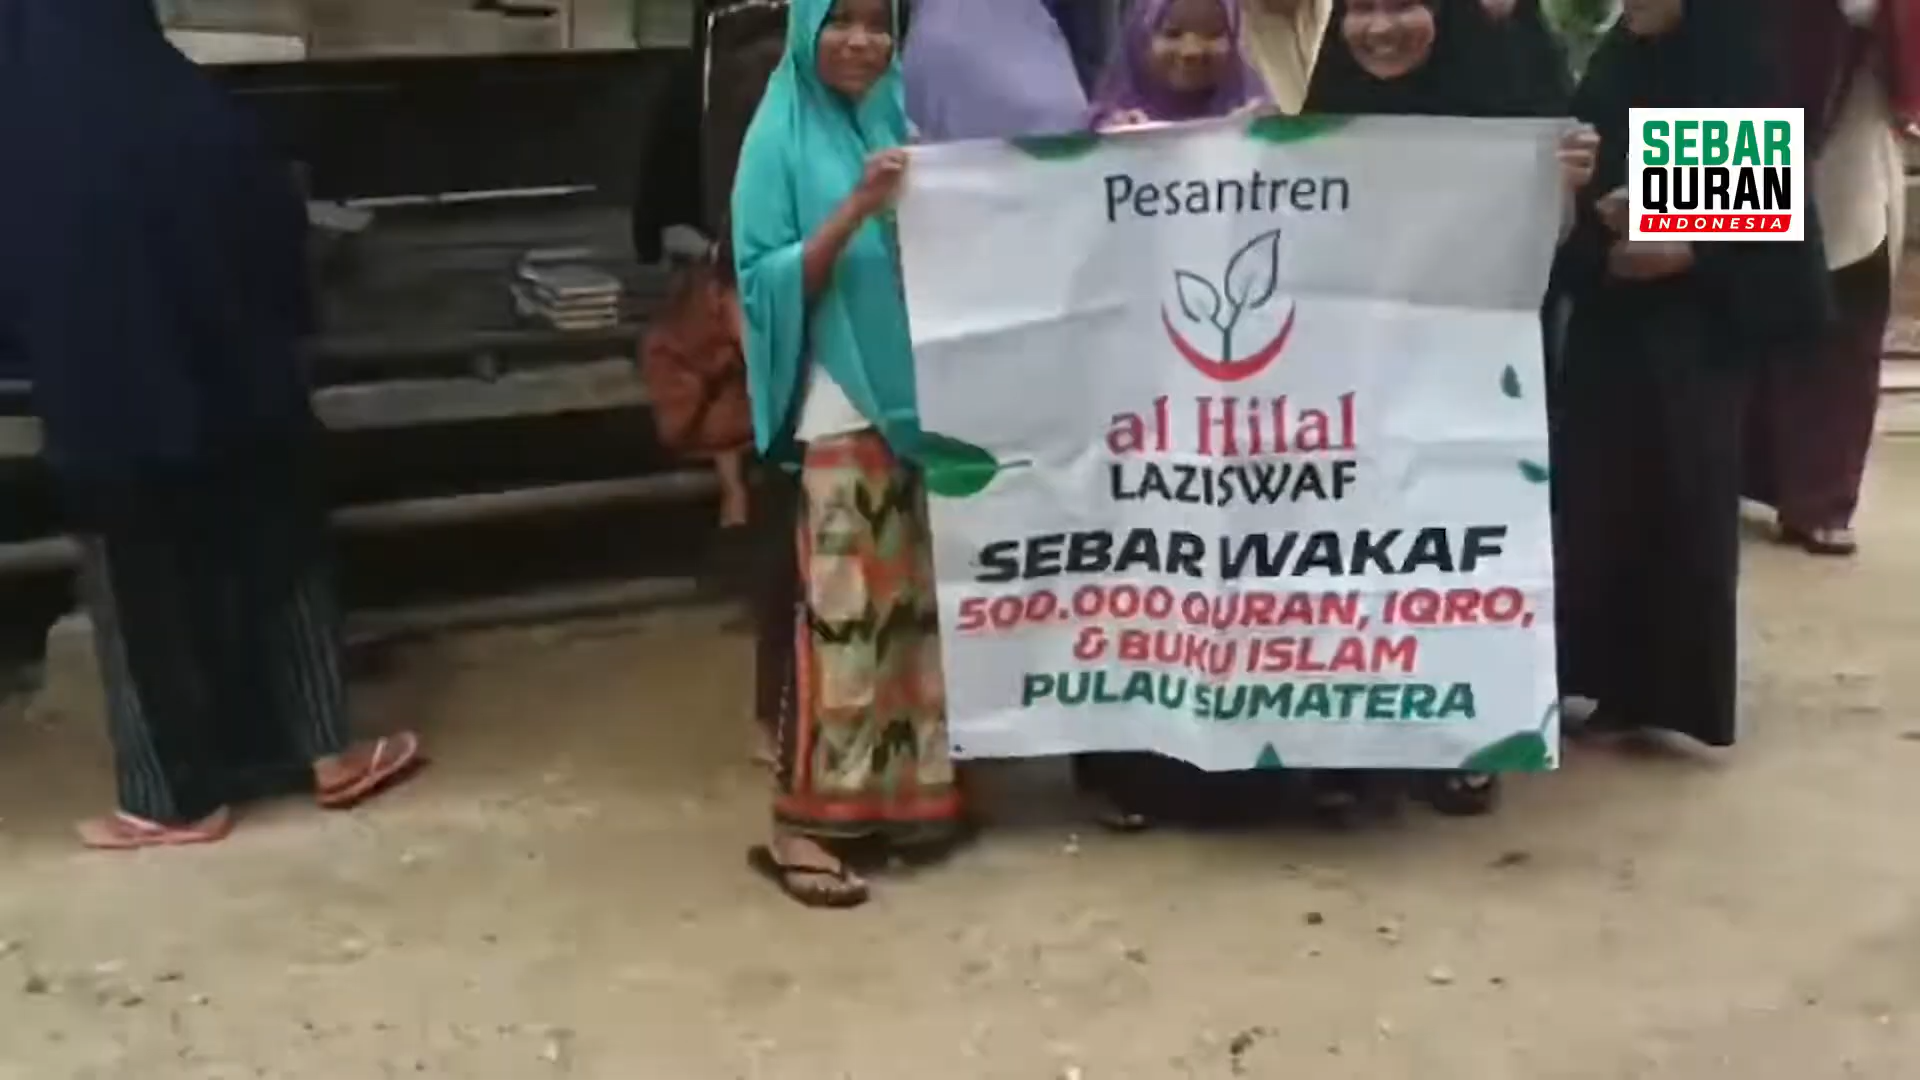 Pesantren
al Hilal
LAZISWAF
SEBAR WAKAF
500.000 QURAN, IQRO,
& BUKU ISLAM
PULAU SUMATERA
SEBAR
QURAN
INDONESIA